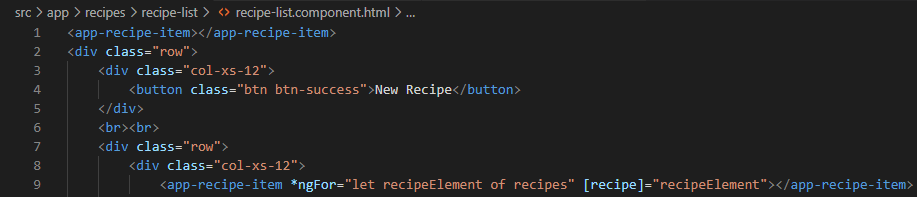 src > app > recipes > recipe-list > <> recipe-list.component.html > ...
1 <app-recipe-item></app-recipe-item>
2 <div class="row">
3     <div class="col-xs-12">
4         <button class="btn btn-success">New Recipe</button>
5     </div>
6     <br><br>
7     <div class="row">
8         <div class="col-xs-12">
9             <app-recipe-item *ngFor="let recipeElement of recipes" [recipe]="recipeElement"></app-recipe-item>